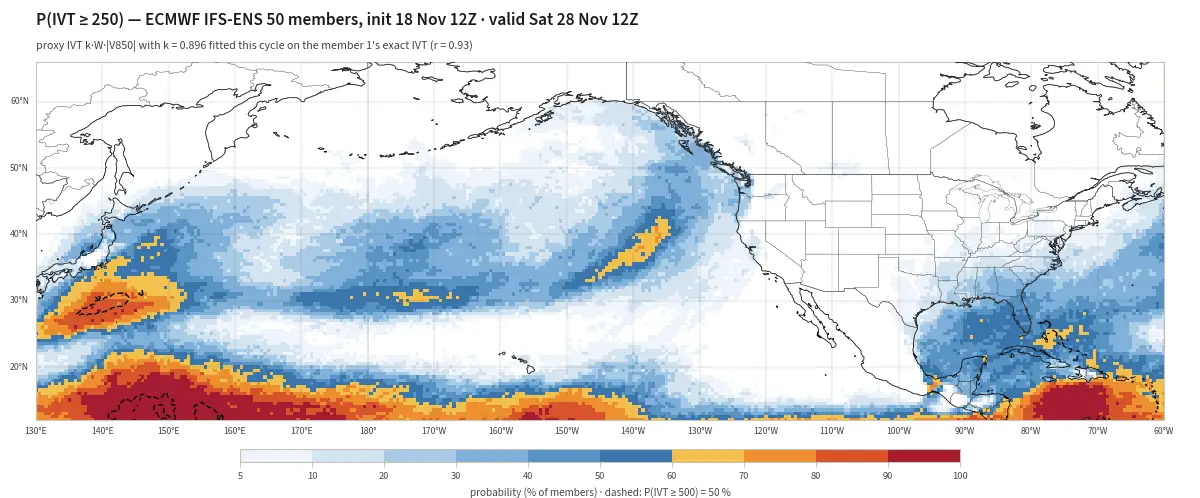 P(IVT ≥ 250) — ECMWF IFS-ENS 50 members, init 18 Nov 12Z · valid Sat 28 Nov 12Z
proxy IVT k·W·|V850| with k = 0.896 fitted this cycle on the member 1's exact IVT (r = 0.93)
60°N
50°N
40°N
30°N
20°N
130°E 140°E 150°E 160°E 170°E 180° 170°W 160°W 150°W 140°W 130°W 120°W 110°W 100°W 90°W 80°W 70°W 60°W
5 10 20 30 40 50 60 70 80 90 100
probability (% of members) · dashed: P(IVT ≥ 500) = 50 %